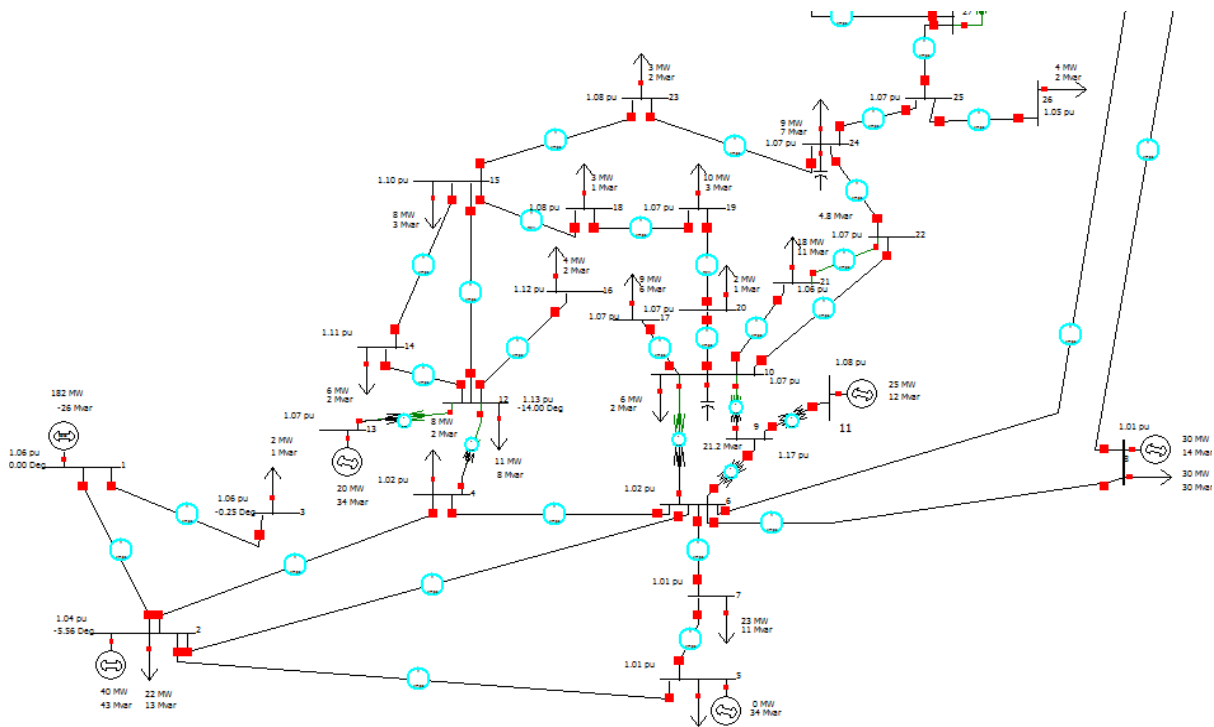 27
3 MW
2 Mvar
1.08 pu
23
1.07 pu
25
4 MW
2 Mvar
26
1.05 pu
9 MW
7 Mvar
1.07 pu
24
1.10 pu
15
8 MW
3 Mvar
3 MW
1 Mvar
1.08 pu
18
10 MW
3 Mvar
1.07 pu
19
4.8 Mvar
1.07 pu
22
18 MW
11 Mvar
1.06 pu
21
4 MW
2 Mvar
1.12 pu
16
9 MW
6 Mvar
1.07 pu
17
2 MW
1 Mvar
1.07 pu
20
1.11 pu
14
6 MW
2 Mvar
10
1.07 pu
6 MW
2 Mvar
1.08 pu
25 MW
12 Mvar
11
182 MW
-26 Mvar
1.07 pu
13
8 MW
2 Mvar
12
1.13 pu
-14.00 Deg
11 MW
8 Mvar
21.2 Mvar
9
1.17 pu
1.01 pu
8
30 MW
14 Mvar
30 MW
30 Mvar
1.06 pu
0.00 Deg
1
2 MW
1 Mvar
20 MW
34 Mvar
1.02 pu
4
1.02 pu
6
1.06 pu
-0.25 Deg
3
1.01 pu
7
23 MW
11 Mvar
1.04 pu
-5.56 Deg
2
40 MW
43 Mvar
22 MW
13 Mvar
1.01 pu
5
0 MW
34 Mvar